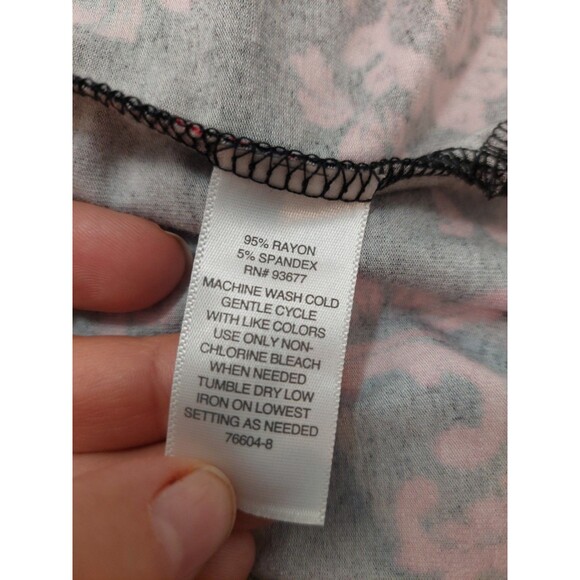 95% RAYON
5% SPANDEX
RN# 93677
MACHINE WASH COLD
GENTLE CYCLE
WITH LIKE COLORS
USE ONLY NON-
CHLORINE BLEACH
WHEN NEEDED
TUMBLE DRY LOW
IRON ON LOWEST
SETTING AS NEEDED
76604-8